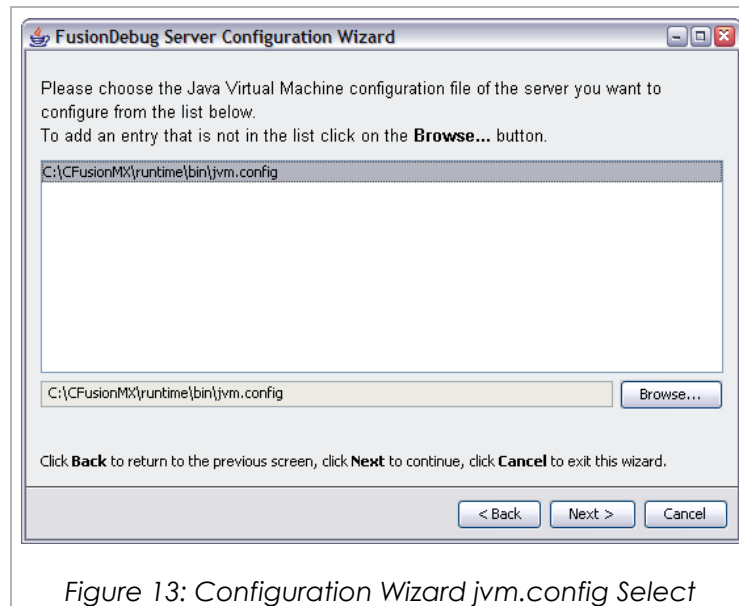 FusionDebug Server Configuration Wizard
Please choose the Java Virtual Machine configuration file of the server you want to
configure from the list below.
To add an entry that is not in the list click on the Browse... button.
C:\CFusionMX\runtime\bin\jvm.config
C:\CFusionMX\runtime\bin\jvm.config
Browse...
Click Back to return to the previous screen, click Next to continue, click Cancel to exit this wizard.
< Back
Next >
Cancel
Figure 13: Configuration Wizard jvm.config Select